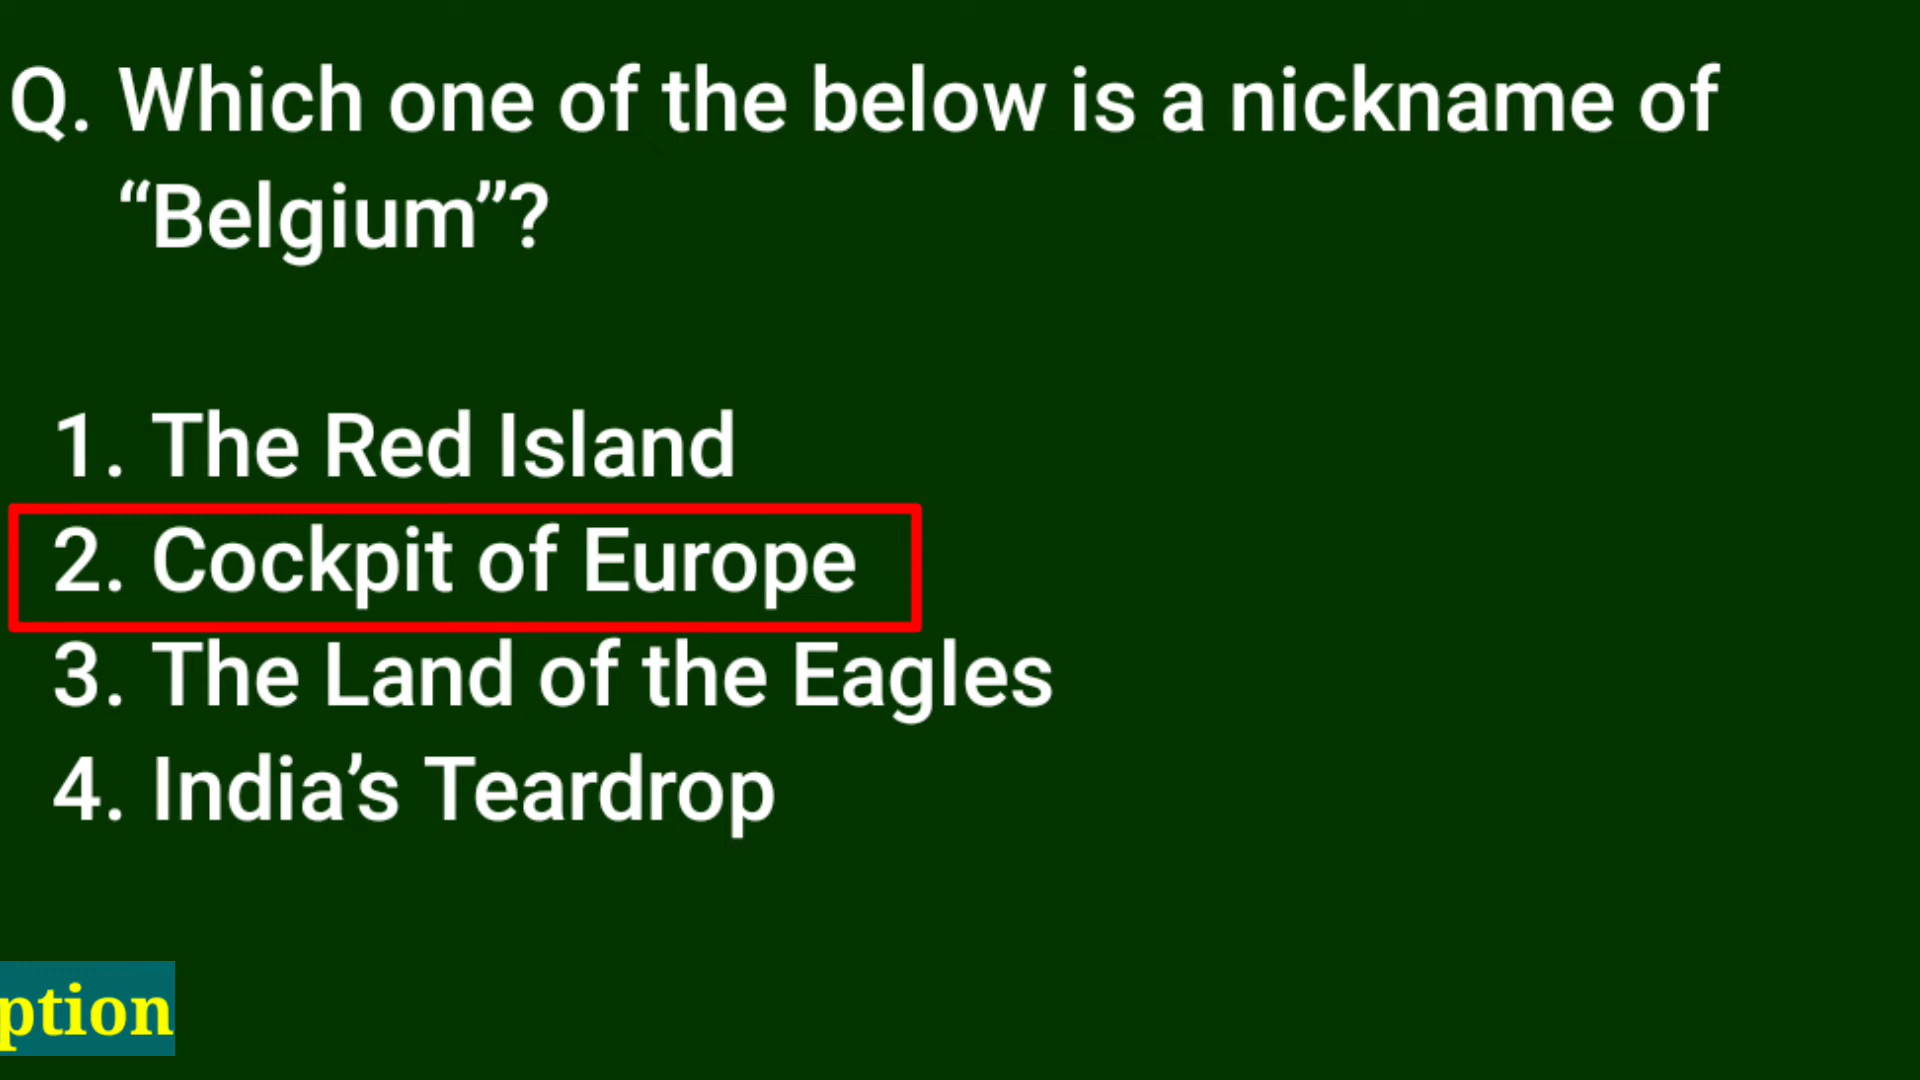 Q. Which one of the below is a nickname of
“Belgium”?
1. The Red Island
2. Cockpit of Europe
3. The Land of the Eagles
4. India’s Teardrop
ption